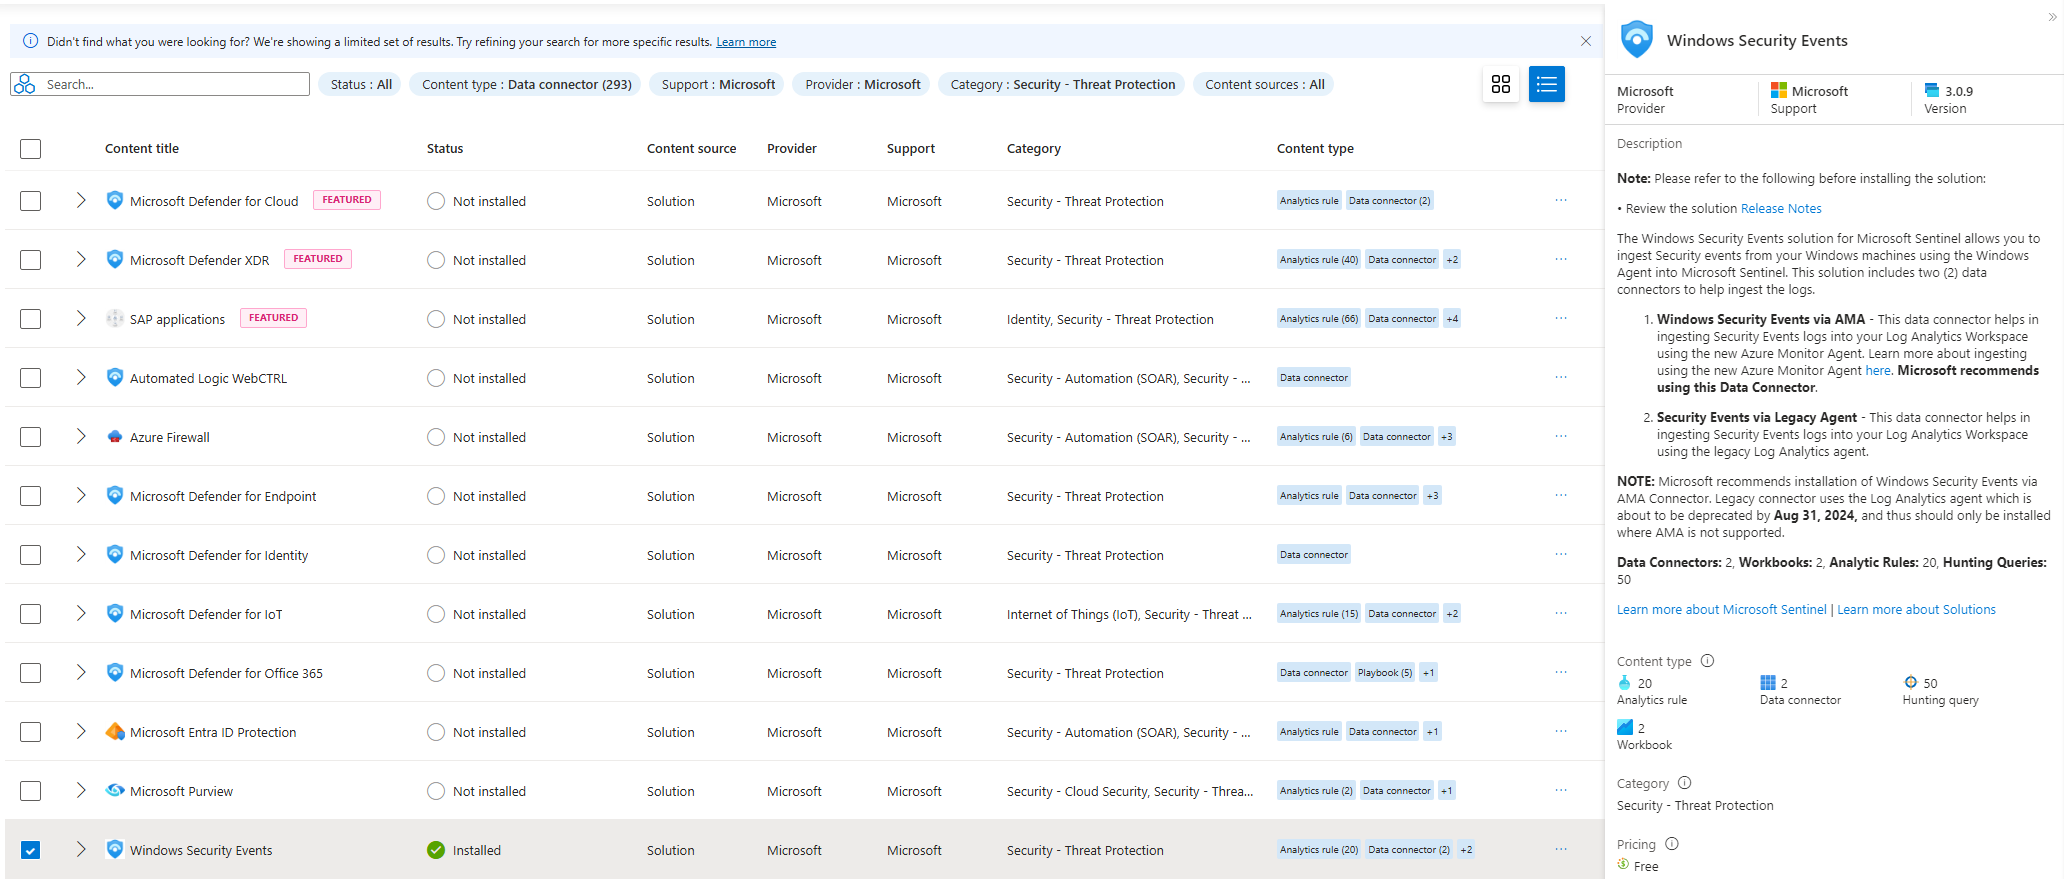 Didn't find what you were looking for? We're showing a limited set of results. Try refining your search for more specific results. Learn more
Search...
Status : All
Content type : Data connector (293)
Support : Microsoft
Provider : Microsoft
Category : Security - Threat Protection
Content sources : All
Content title Status Content source Provider Support Category Content type
Microsoft Defender for Cloud FEATURED Not installed Solution Microsoft Microsoft Security - Threat Protection Analytics rule Data connector (2) ...
Microsoft Defender XDR FEATURED Not installed Solution Microsoft Microsoft Security - Threat Protection Analytics rule (40) Data connector +2 ...
SAP applications FEATURED Not installed Solution Microsoft Microsoft Identity, Security - Threat Protection Analytics rule (66) Data connector +4 ...
Automated Logic WebCTRL Not installed Solution Microsoft Microsoft Security - Automation (SOAR), Security - ... Data connector ...
Azure Firewall Not installed Solution Microsoft Microsoft Security - Automation (SOAR), Security - ... Analytics rule (6) Data connector +3 ...
Microsoft Defender for Endpoint Not installed Solution Microsoft Microsoft Security - Threat Protection Analytics rule Data connector +3 ...
Microsoft Defender for Identity Not installed Solution Microsoft Microsoft Security - Threat Protection Data connector ...
Microsoft Defender for IoT Not installed Solution Microsoft Microsoft Internet of Things (IoT), Security - Threat ... Analytics rule (15) Data connector +2 ...
Microsoft Defender for Office 365 Not installed Solution Microsoft Microsoft Security - Threat Protection Data connector Playbook (5) +1 ...
Microsoft Entra ID Protection Not installed Solution Microsoft Microsoft Security - Automation (SOAR), Security - ... Analytics rule Data connector +1 ...
Microsoft Purview Not installed Solution Microsoft Microsoft Security - Cloud Security, Security - Threa... Analytics rule (2) Data connector +1 ...
Windows Security Events Installed Solution Microsoft Microsoft Security - Threat Protection Analytics rule (20) Data connector (2) +2 ...
Windows Security Events
Microsoft
Provider
Microsoft
Support
3.0.9
Version
Description
Note: Please refer to the following before installing the solution:
• Review the solution Release Notes
The Windows Security Events solution for Microsoft Sentinel allows you to
ingest Security events from your Windows machines using the Windows
Agent into Microsoft Sentinel. This solution includes two (2) data
connectors to help ingest the logs.
1. Windows Security Events via AMA - This data connector helps in
ingesting Security Events logs into your Log Analytics Workspace
using the new Azure Monitor Agent. Learn more about ingesting
using the new Azure Monitor Agent here. Microsoft recommends
using this Data Connector.
2. Security Events via Legacy Agent - This data connector helps in
ingesting Security Events logs into your Log Analytics Workspace
using the legacy Log Analytics agent.
NOTE: Microsoft recommends installation of Windows Security Events via
AMA Connector. Legacy connector uses the Log Analytics agent which is
about to be deprecated by Aug 31, 2024, and thus should only be installed
where AMA is not supported.
Data Connectors: 2, Workbooks: 2, Analytic Rules: 20, Hunting Queries:
50
Learn more about Microsoft Sentinel | Learn more about Solutions
Content type
20
Analytics rule
2
Data connector
50
Hunting query
2
Workbook
Category
Security - Threat Protection
Pricing
Free